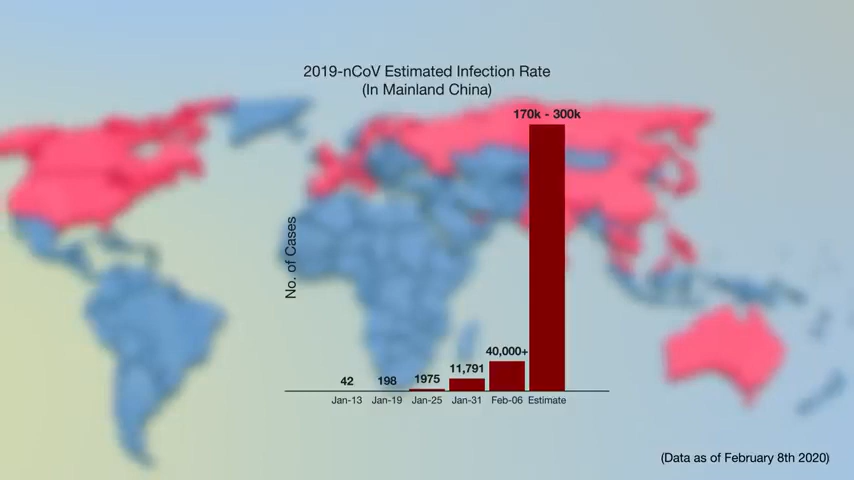 2019-nCoV Estimated Infection Rate
(In Mainland China)
170k - 300k
No. of Cases
40,000+
11,791
1975
198
42
Jan-13 Jan-19 Jan-25 Jan-31 Feb-06 Estimate
(Data as of February 8th 2020)